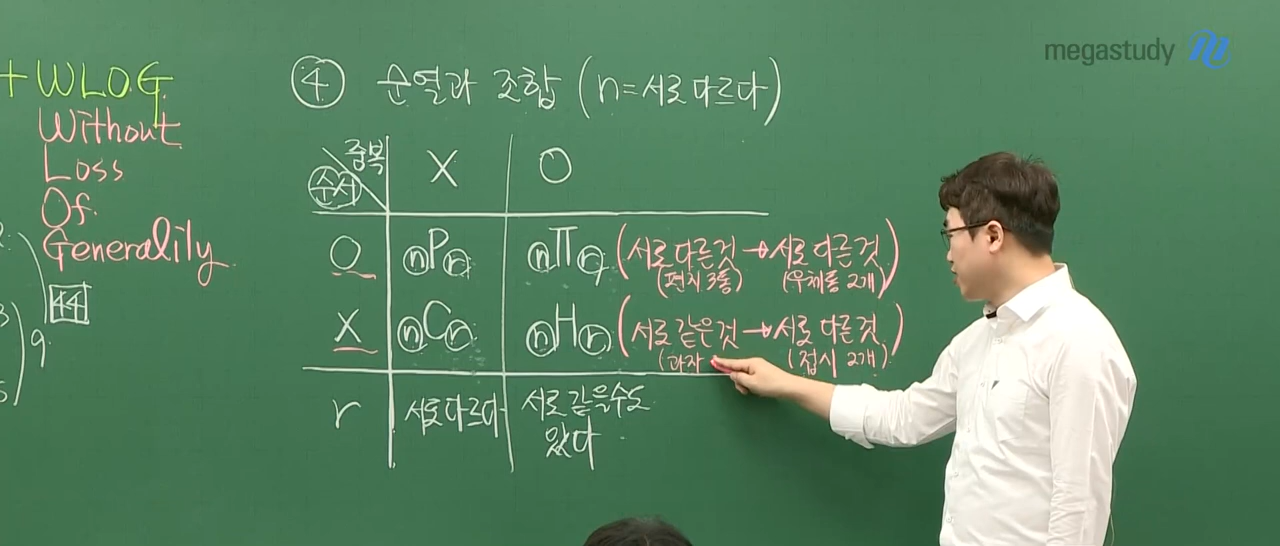 megastudy
+WLOG
Without
Loss
Of
Generalily
44
9
④ 순열과 조합 (n=서로 다르다)
중복 X O
순서
O nPr nΠr (서로 다른 것 → 서로 다른 것)
(편지 3통) (우체통 2개)
X nCr nHr (서로 같은 것 → 서로 다른 것)
(과자 (접시 2개)
r 서로 다르다 서로 같을 수도
있다